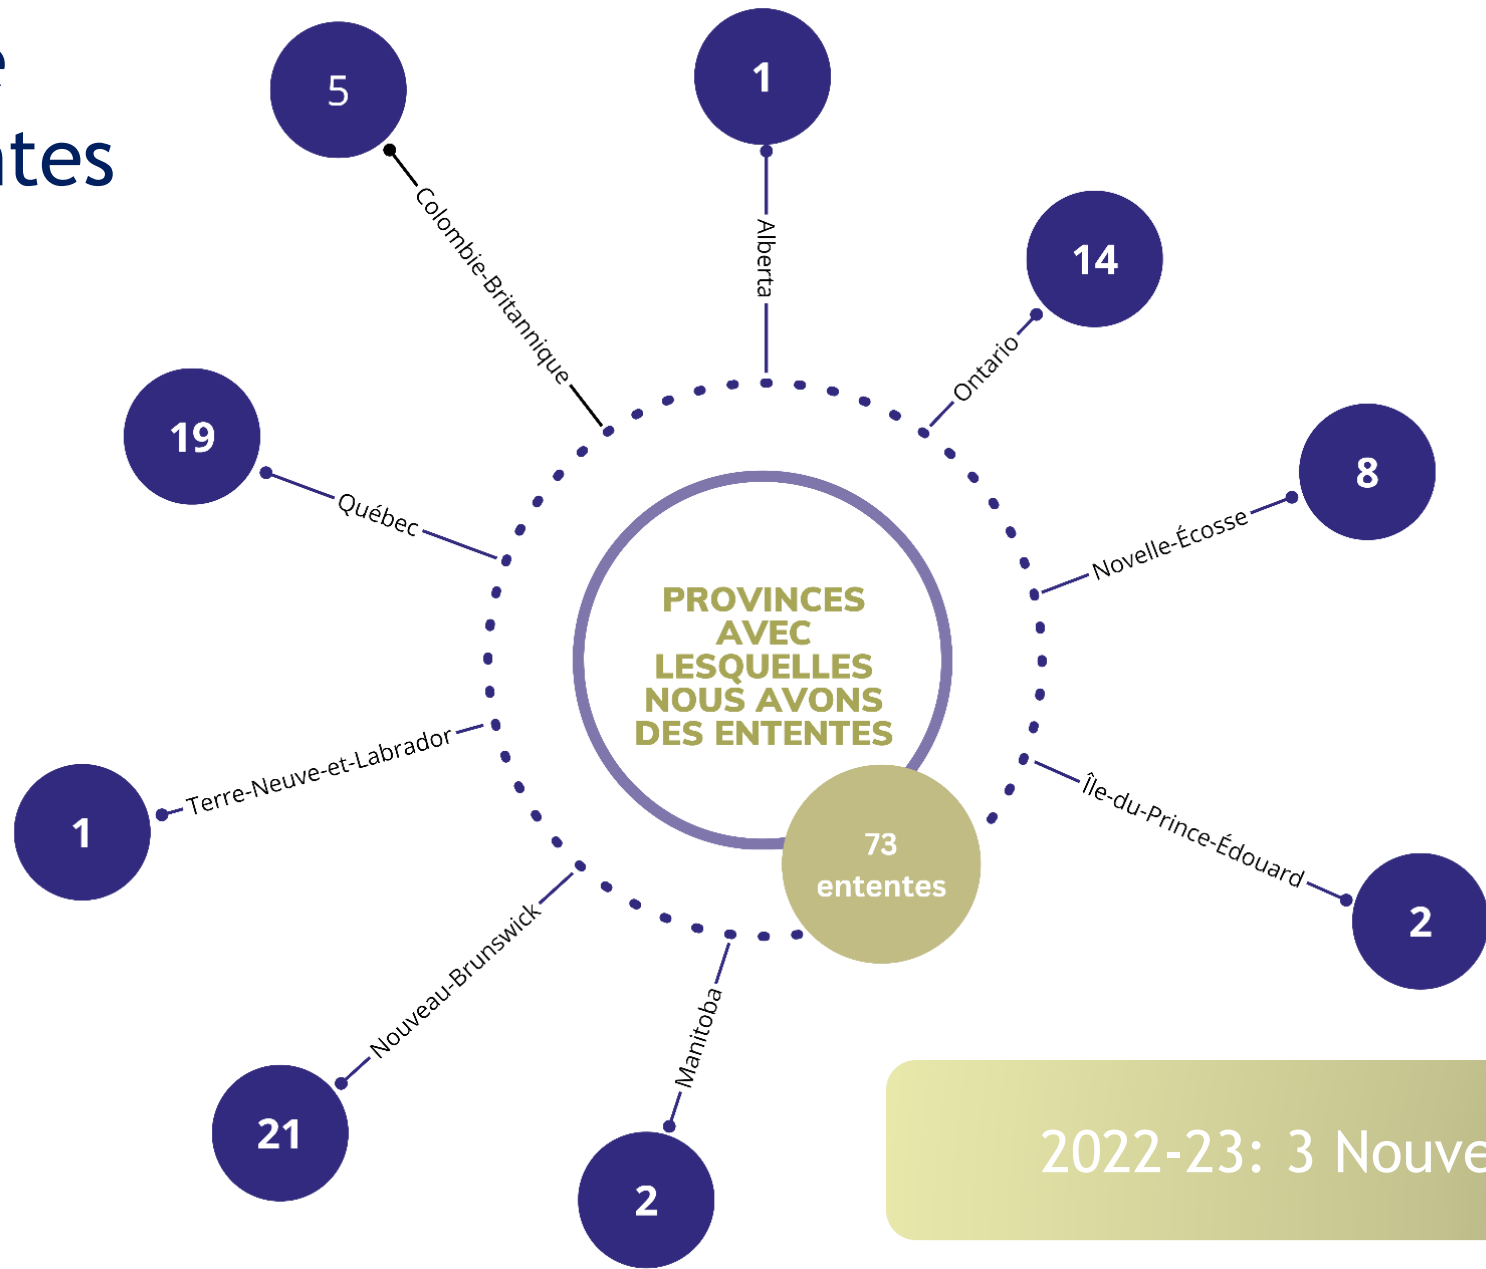 5
1
14
8
2
2
21
1
19
Colombie-Britannique
Alberta
Ontario
Novelle-Écosse
Île-du-Prince-Édouard
Manitoba
Nouveau-Brunswick
Terre-Neuve-et-Labrador
Québec
PROVINCES
AVEC
LESQUELLES
NOUS AVONS
DES ENTENTES
73
ententes
2022-23: 3 Nouve